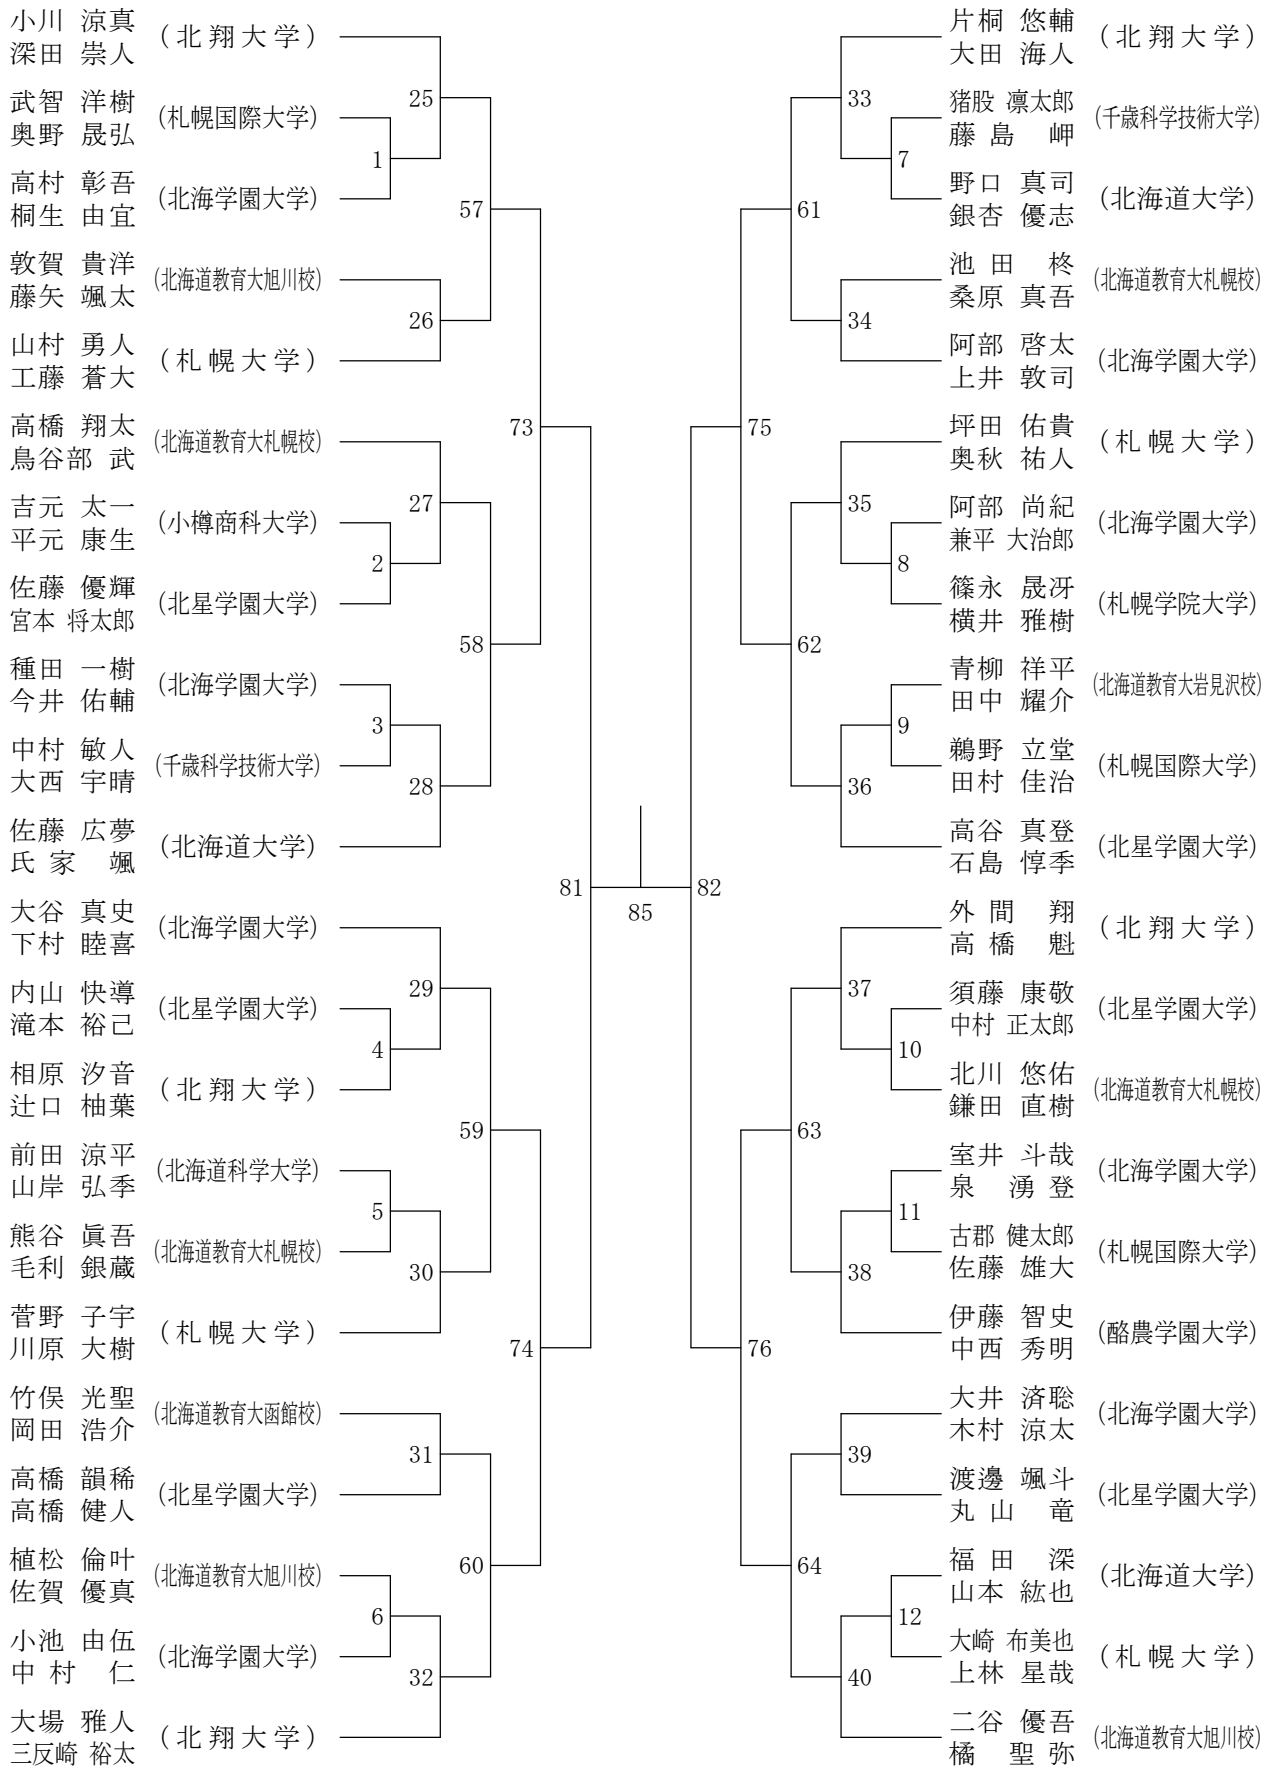 小川 涼真
深田 崇人
(北翔大学)
武智 洋樹
奥野 晟弘
(札幌国際大学)
高村 彰吾
桐生 由宜
(北海学園大学)
敦賀 貴洋
藤矢 颯太
(北海道教育大旭川校)
山村 勇人
工藤 蒼大
(札幌大学)
高橋 翔太
鳥谷部 武
(北海道教育大札幌校)
吉元 太一
平元 康生
(小樽商科大学)
佐藤 優輝
宮本 将太郎
(北星学園大学)
種田 一樹
今井 佑輔
(北海学園大学)
中村 敏人
大西 宇晴
(千歳科学技術大学)
佐藤 広夢
氏家 颯
(北海道大学)
大谷 真史
下村 睦喜
(北海学園大学)
内山 快導
滝本 裕己
(北星学園大学)
相原 汐音
辻口 柚葉
(北翔大学)
前田 涼平
山岸 弘季
(北海道科学大学)
熊谷 眞吾
毛利 銀蔵
(北海道教育大札幌校)
菅野 子宇
川原 大樹
(札幌大学)
竹俣 光聖
岡田 浩介
(北海道教育大函館校)
高橋 韻稀
高橋 健人
(北星学園大学)
植松 倫叶
佐賀 優真
(北海道教育大旭川校)
小池 由伍
中村 仁
(北海学園大学)
大場 雅人
三反崎 裕太
(北翔大学)
1
2
3
4
5
6
25
26
27
28
29
30
31
32
57
58
59
60
73
74
81
85
82
75
76
61
62
63
64
33
34
35
36
37
38
39
40
7
8
9
10
11
12
片桐 悠輔
大田 海人
(北翔大学)
猪股 凛太郎
藤島 岬
(千歳科学技術大学)
野口 真司
銀杏 優志
(北海道大学)
池田 柊
桑原 真吾
(北海道教育大札幌校)
阿部 啓太
上井 敦司
(北海学園大学)
坪田 佑貴
奥秋 祐人
(札幌大学)
阿部 尚紀
兼平 大治郎
(北海学園大学)
篠永 晟冴
横井 雅樹
(札幌学院大学)
青柳 祥平
田中 耀介
(北海道教育大岩見沢校)
鵜野 立堂
田村 佳治
(札幌国際大学)
高谷 真登
石島 惇季
(北星学園大学)
外間 翔
高橋 魁
(北翔大学)
須藤 康敬
中村 正太郎
(北星学園大学)
北川 悠佑
鎌田 直樹
(北海道教育大札幌校)
室井 斗哉
泉 湧登
(北海学園大学)
古郡 健太郎
佐藤 雄大
(札幌国際大学)
伊藤 智史
中西 秀明
(酪農学園大学)
大井 済聡
木村 涼太
(北海学園大学)
渡邊 颯斗
丸山 竜
(北星学園大学)
福田 深
山本 紘也
(北海道大学)
大崎 布美也
上林 星哉
(札幌大学)
二谷 優吾
橘 聖弥
(北海道教育大旭川校)